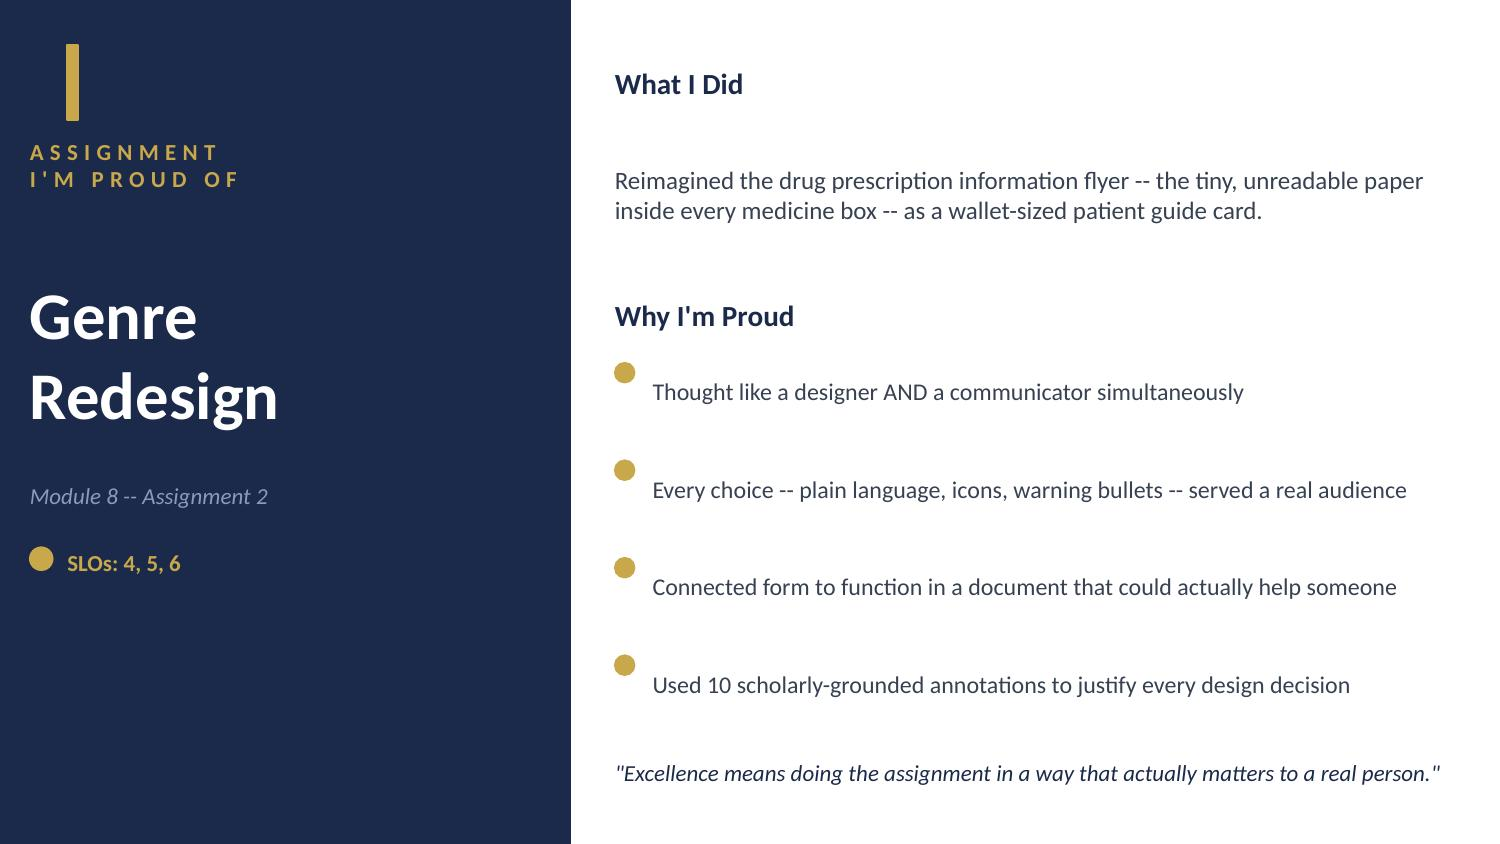 ASSIGNMENT
I'M PROUD OF
Genre
Redesign
Module 8 -- Assignment 2
SLOs: 4, 5, 6
What I Did
Reimagined the drug prescription information flyer -- the tiny, unreadable paper
inside every medicine box -- as a wallet-sized patient guide card.
Why I'm Proud
Thought like a designer AND a communicator simultaneously
Every choice -- plain language, icons, warning bullets -- served a real audience
Connected form to function in a document that could actually help someone
Used 10 scholarly-grounded annotations to justify every design decision
"Excellence means doing the assignment in a way that actually matters to a real person."